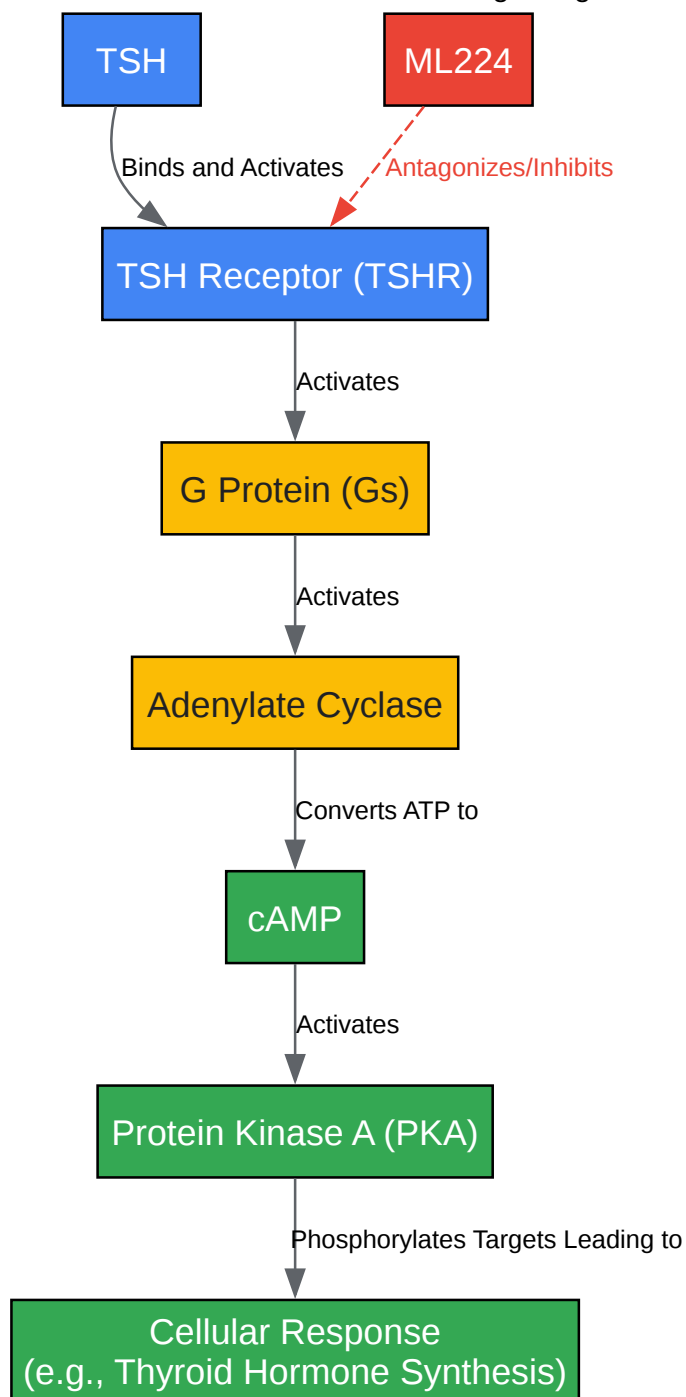 TSH
ML224
Binds and Activates
Antagonizes/Inhibits
TSH Receptor (TSHR)
Activates
G Protein (Gs)
Activates
Adenylate Cyclase
Converts ATP to
cAMP
Activates
Protein Kinase A (PKA)
Phosphorylates Targets Leading to
Cellular Response
(e.g., Thyroid Hormone Synthesis)